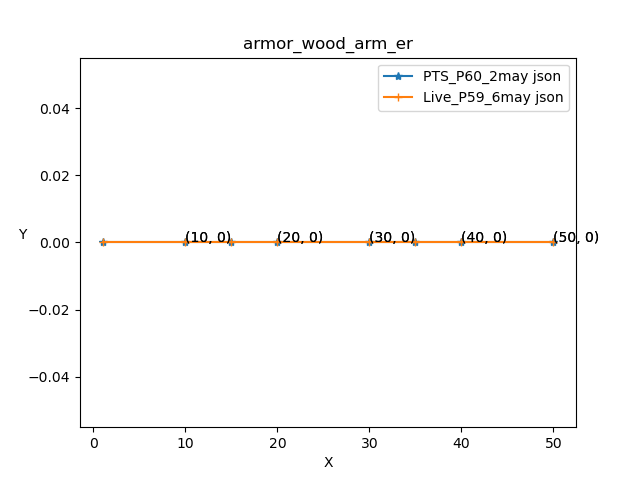 armor_wood_arm_er
PTS_P60_2may json
Live_P59_6may json
0.04
0.02
Y
0.00
(10, 0) (20, 0) (30, 0) (40, 0) (50, 0)
−0.02
−0.04
0 10 20 30 40 50
X